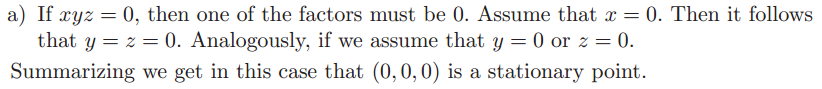 a) If xyz = 0, then one of the factors must be 0. Assume that x = 0. Then it follows
that y = z = 0. Analogously, if we assume that y = 0 or z = 0.
Summarizing we get in this case that (0, 0, 0) is a stationary point.